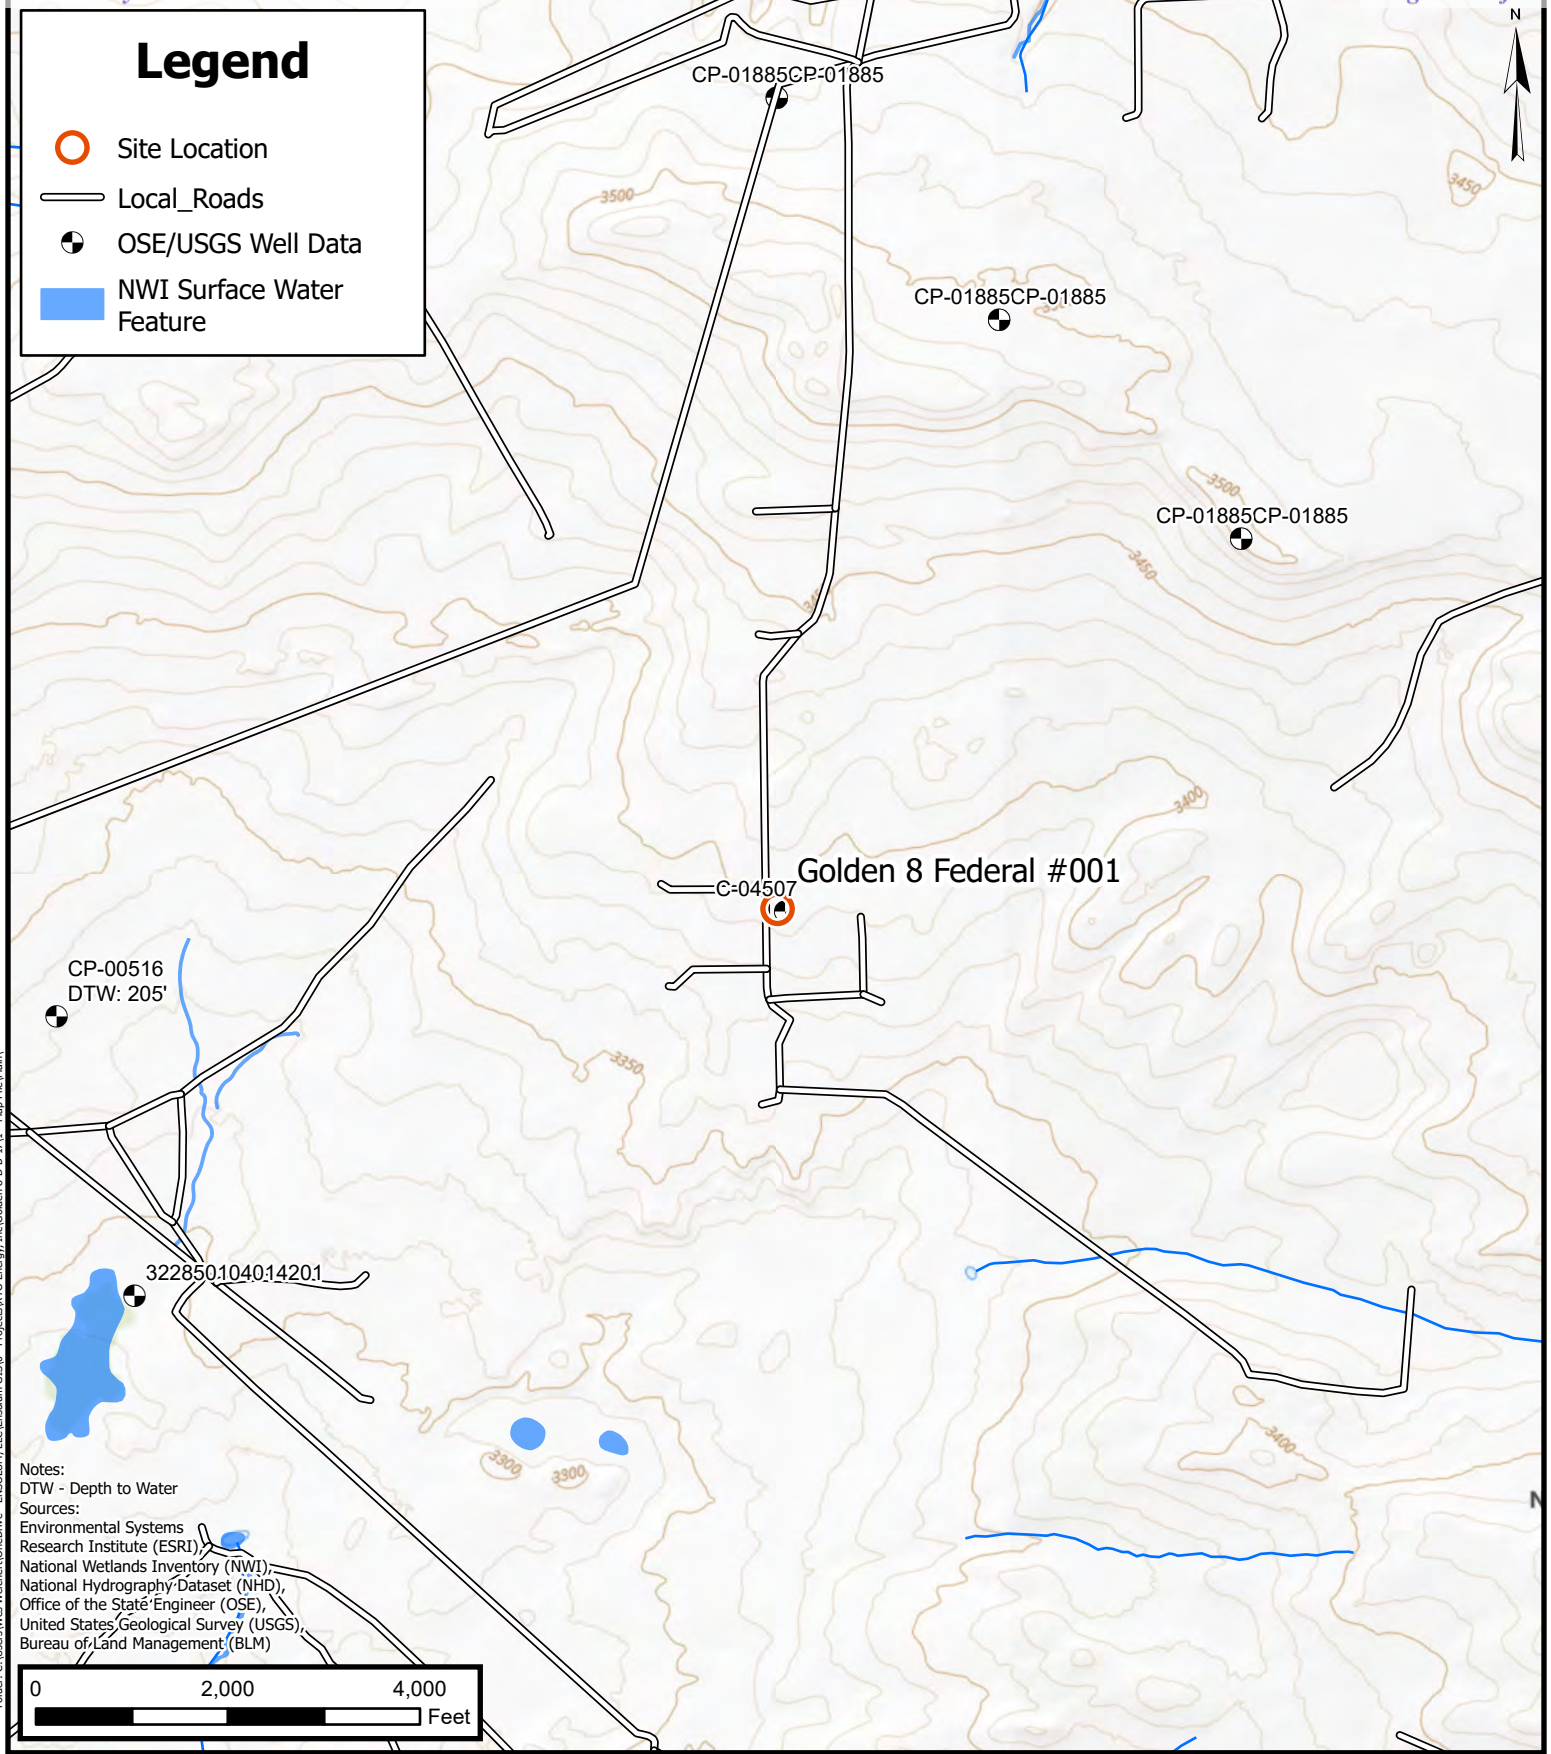 N
Legend
Site Location
Local_Roads
OSE/USGS Well Data
NWI Surface Water
Feature
CP-01885CP-01885
3500
3450
CP-01885CP-01885
3500
CP-01885CP-01885
3450
3400
Golden 8 Federal #001
C-04507
CP-00516
DTW: 205'
3350
322850104014201
3400
3300
3300
Notes:
DTW - Depth to Water
Sources:
Environmental Systems
Research Institute (ESRI),
National Wetlands Inventory (NWI),
National Hydrography Dataset (NHD),
Office of the State Engineer (OSE),
United States Geological Survey (USGS),
Bureau of Land Management (BLM)
0 2,000 4,000
Feet